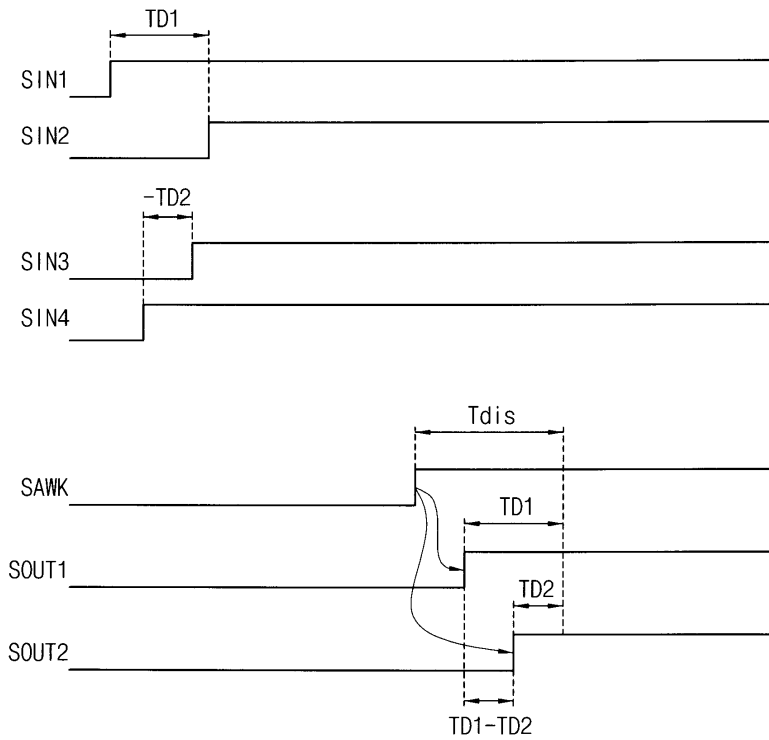 TD1
SIN1
SIN2
-TD2
SIN3
SIN4
Tdis
SAWK
TD1
SOUT1
TD2
SOUT2
TD1-TD2